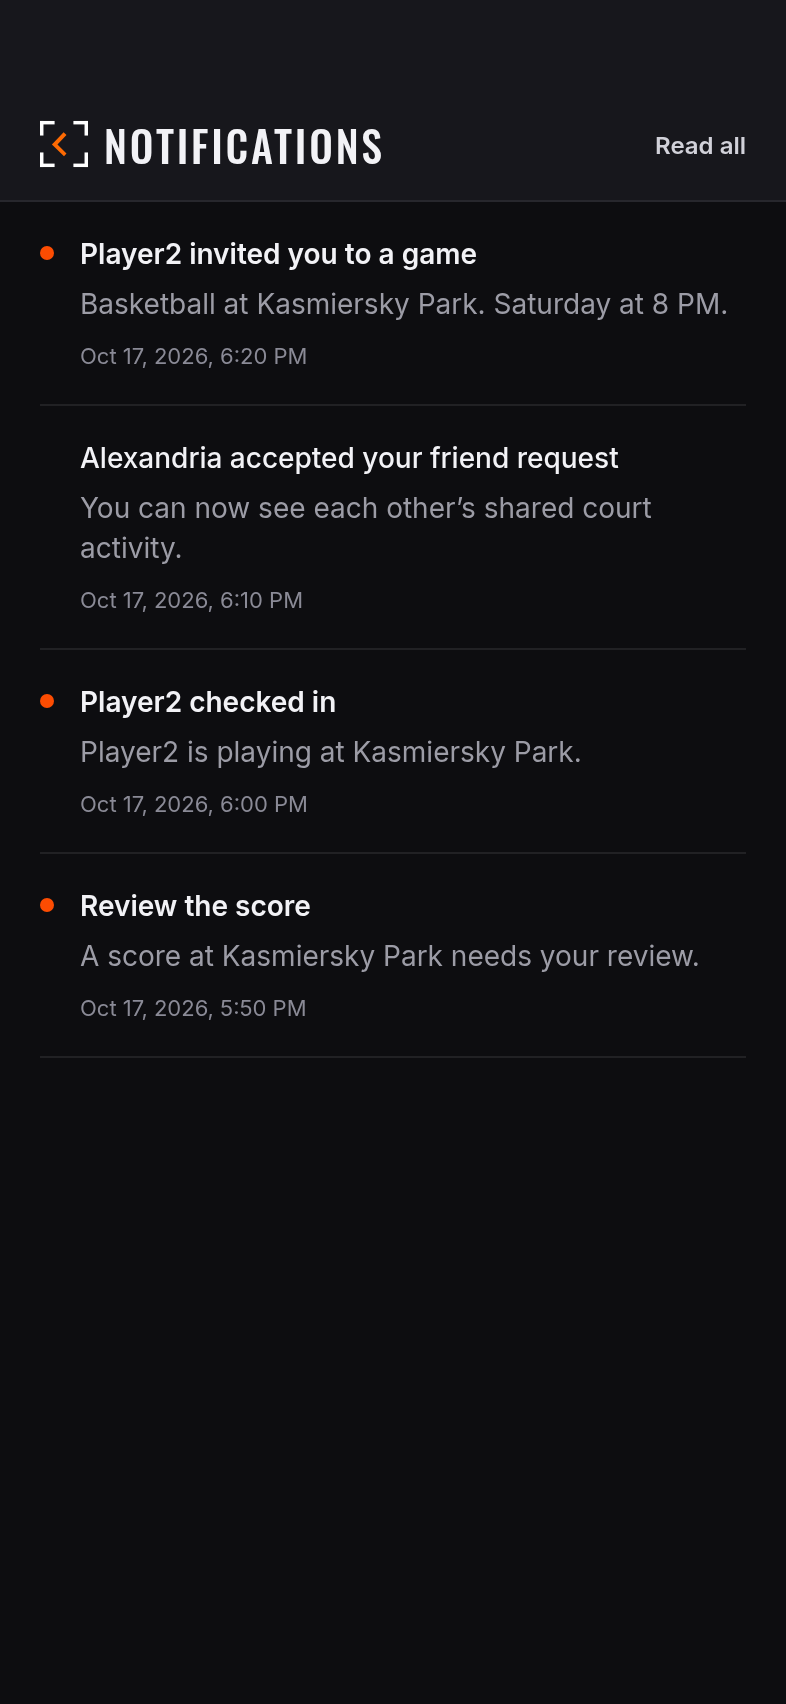 NOTIFICATIONS
Read all
Player2 invited you to a game
Basketball at Kasmiersky Park. Saturday at 8 PM.
Oct 17, 2026, 6:20 PM
Alexandria accepted your friend request
You can now see each other’s shared court
activity.
Oct 17, 2026, 6:10 PM
Player2 checked in
Player2 is playing at Kasmiersky Park.
Oct 17, 2026, 6:00 PM
Review the score
A score at Kasmiersky Park needs your review.
Oct 17, 2026, 5:50 PM